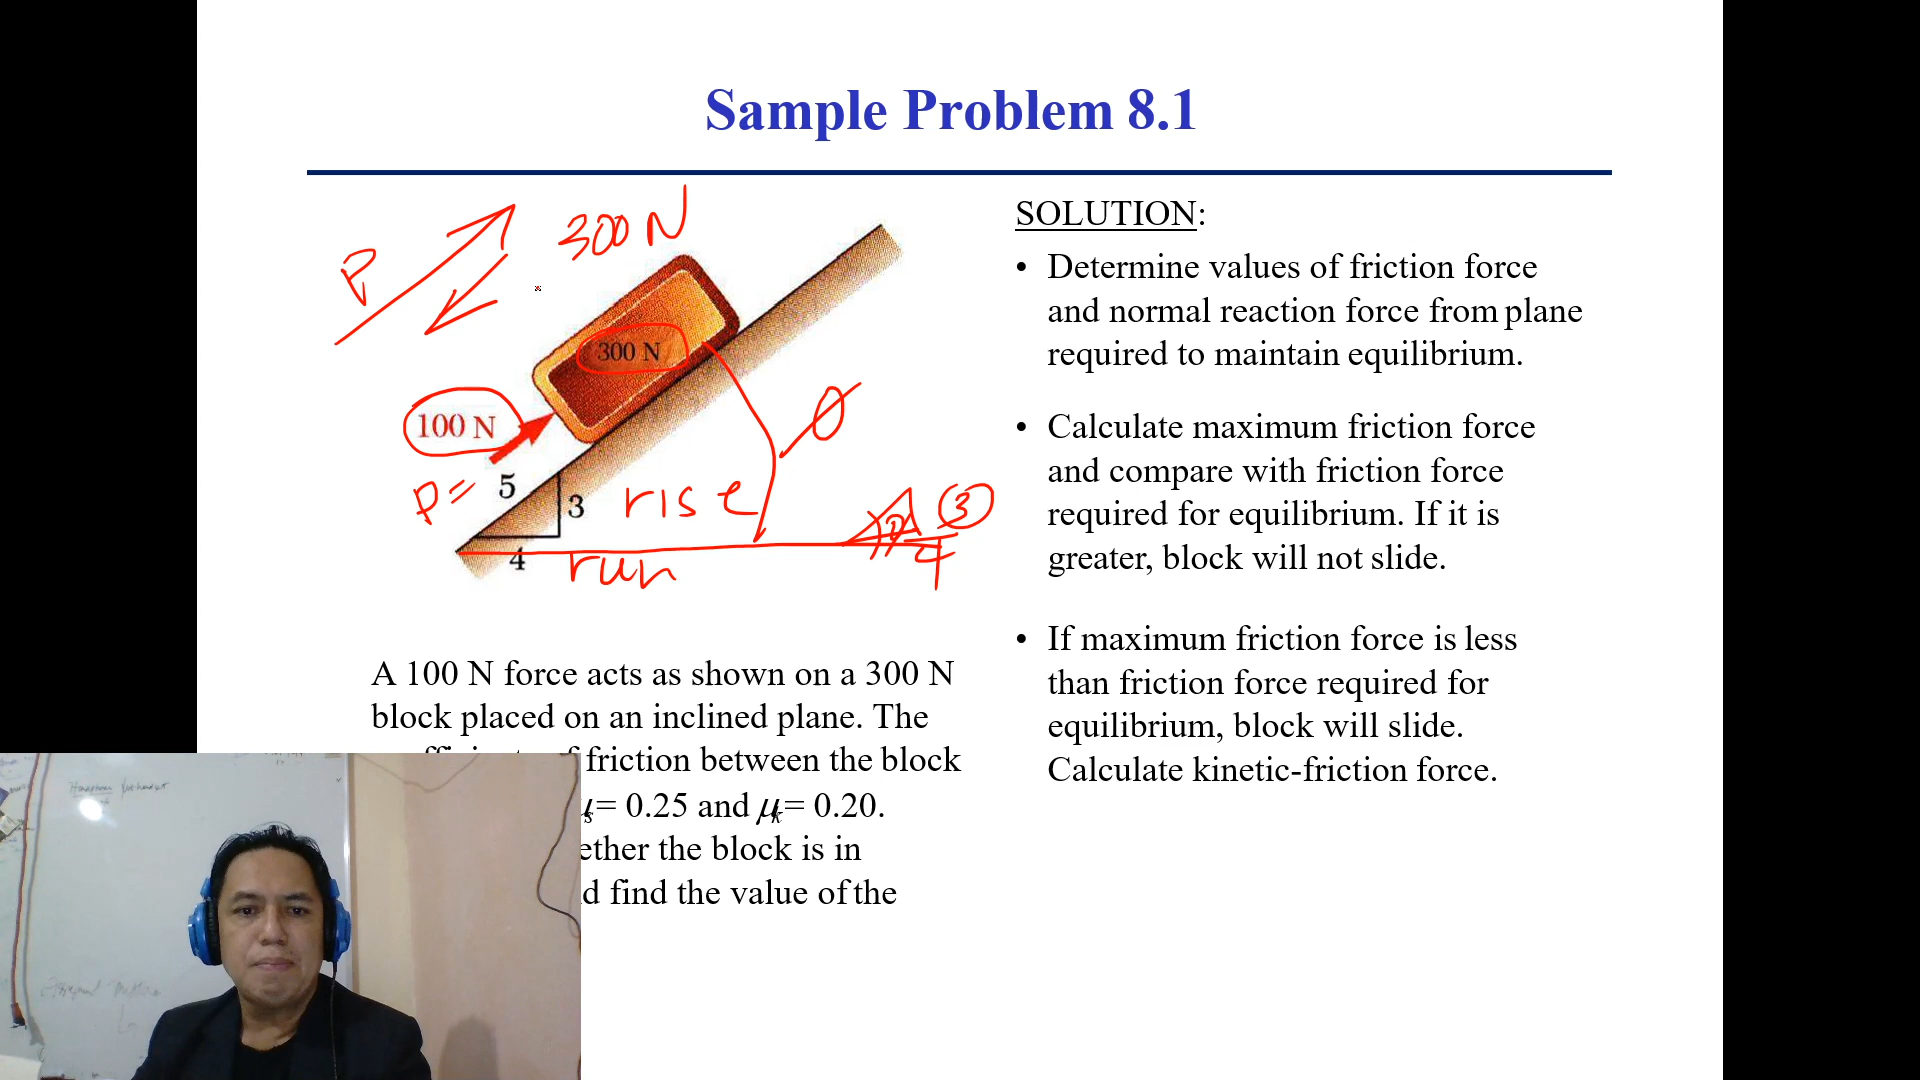 Sample Problem 8.1
P
300 N
300 N
100 N
P =
5
3
4
rise
run
θ
3
4
A 100 N force acts as shown on a 300 N
block placed on an inclined plane. The
friction between the block
μs= 0.25 and μk= 0.20.
ether the block is in
d find the value of the
SOLUTION:
• Determine values of friction force
and normal reaction force from plane
required to maintain equilibrium.
• Calculate maximum friction force
and compare with friction force
required for equilibrium. If it is
greater, block will not slide.
• If maximum friction force is less
than friction force required for
equilibrium, block will slide.
Calculate kinetic-friction force.